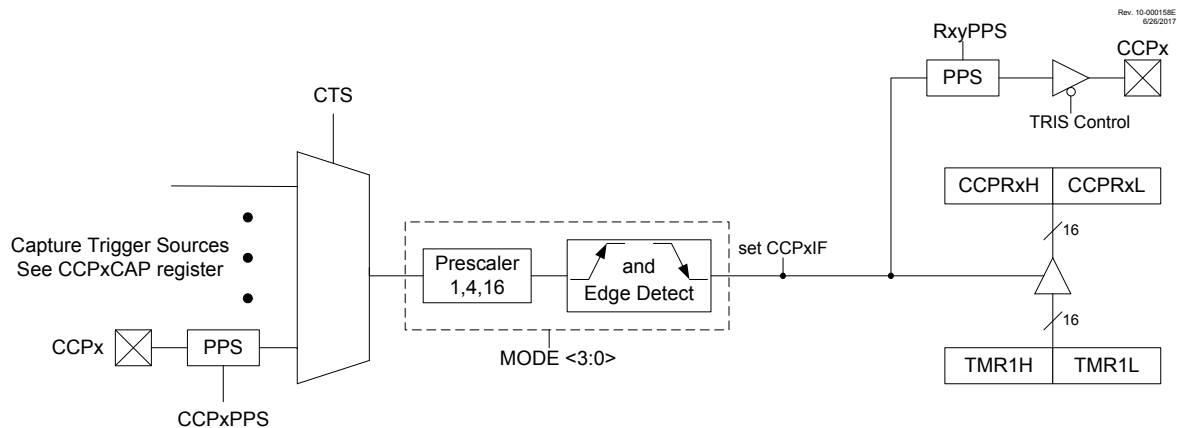 Rev. 10-000158E
6/26/2017
RxyPPS
CCPx
PPS
TRIS Control
CTS
CCPRxH
CCPRxL
16
Capture Trigger Sources
See CCPxCAP register
Prescaler
1,4,16
and
Edge Detect
set CCPxIF
16
CCPx
PPS
MODE <3:0>
TMR1H
TMR1L
CCPxPPS